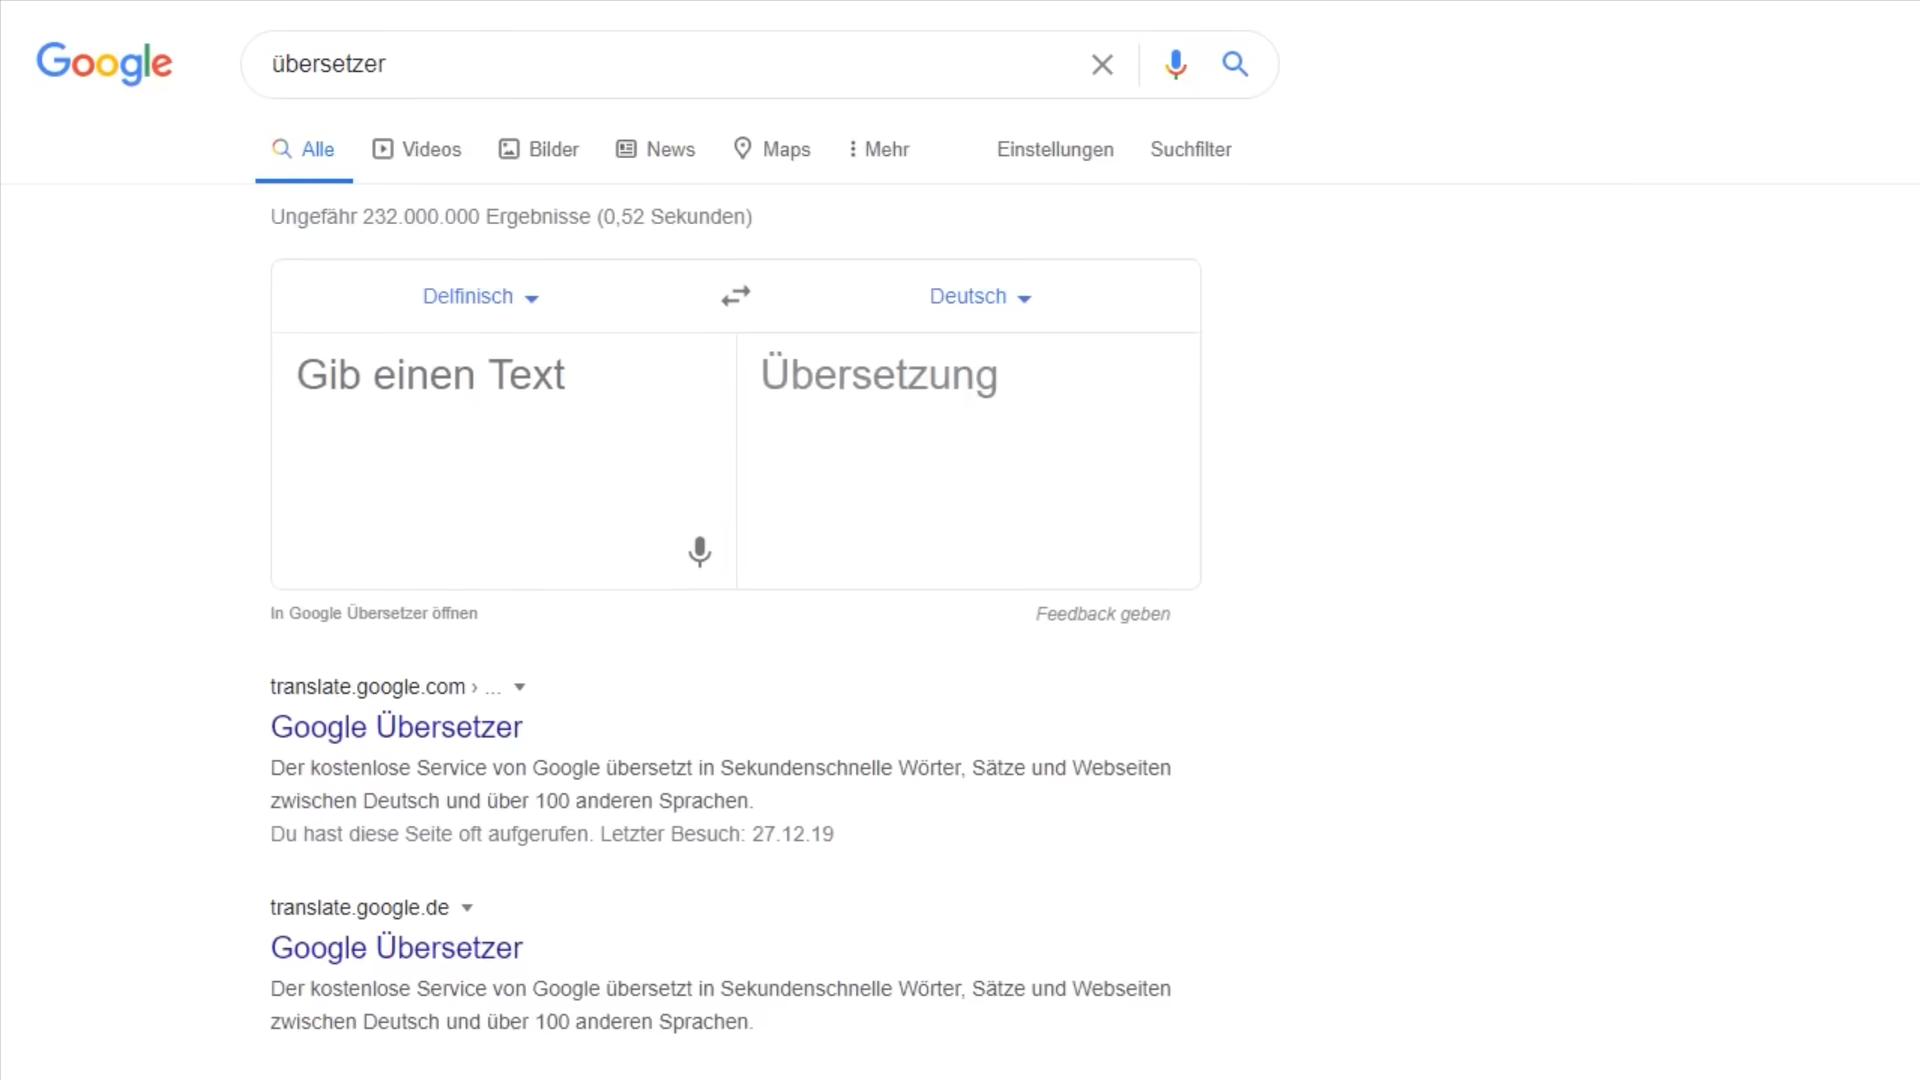 Google
übersetzer
Alle Videos Bilder News Maps Mehr Einstellungen Suchfilter
Ungefähr 232.000.000 Ergebnisse (0,52 Sekunden)
Delfinisch Deutsch
Gib einen Text Übersetzung
In Google Übersetzer öffnen Feedback geben
translate.google.com › ...
Google Übersetzer
Der kostenlose Service von Google übersetzt in Sekundenschnelle Wörter, Sätze und Webseiten
zwischen Deutsch und über 100 anderen Sprachen.
Du hast diese Seite oft aufgerufen. Letzter Besuch: 27.12.19
translate.google.de
Google Übersetzer
Der kostenlose Service von Google übersetzt in Sekundenschnelle Wörter, Sätze und Webseiten
zwischen Deutsch und über 100 anderen Sprachen.